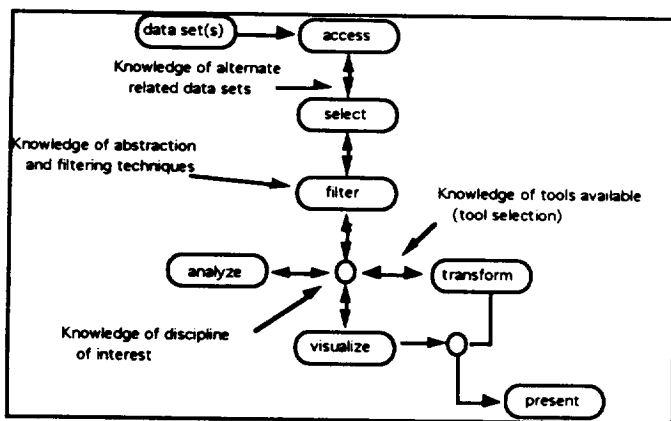 data set(s)
access
Knowledge of alternate
related data sets
select
Knowledge of abstraction
and filtering techniques
filter
Knowledge of tools available
(tool selection)
analyze
transform
Knowledge of discipline
of interest
visualize
present